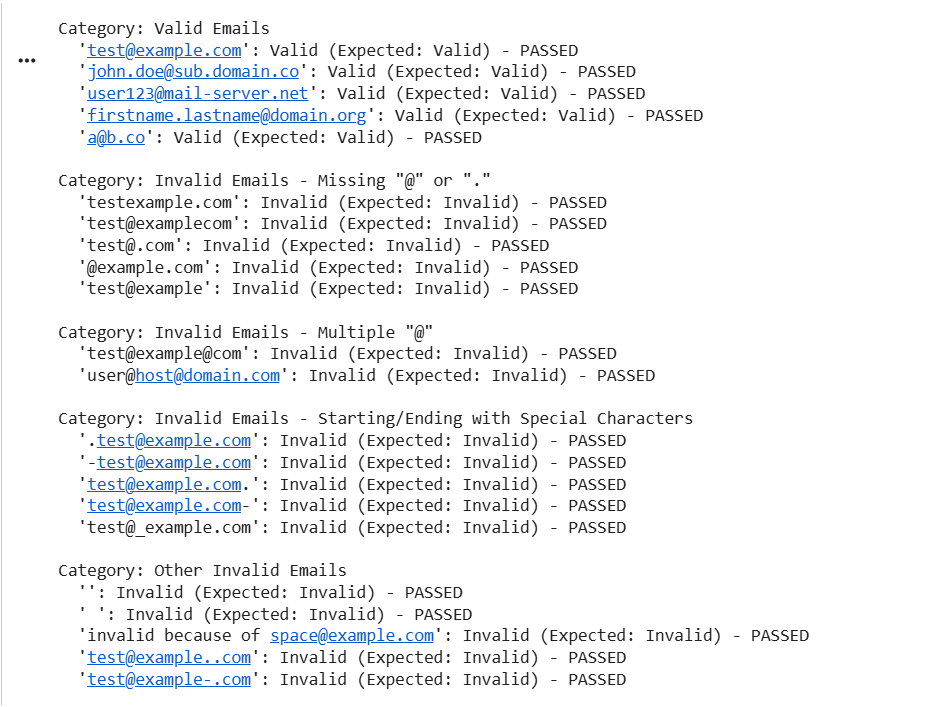 Category: Valid Emails
'test@example.com': Valid (Expected: Valid) - PASSED
'john.doe@sub.domain.co': Valid (Expected: Valid) - PASSED
'user123@mail-server.net': Valid (Expected: Valid) - PASSED
'firstname.lastname@domain.org': Valid (Expected: Valid) - PASSED
'a@b.co': Valid (Expected: Valid) - PASSED
Category: Invalid Emails - Missing "@" or "."
'testexample.com': Invalid (Expected: Invalid) - PASSED
'test@examplecom': Invalid (Expected: Invalid) - PASSED
'test@.com': Invalid (Expected: Invalid) - PASSED
'@example.com': Invalid (Expected: Invalid) - PASSED
'test@example': Invalid (Expected: Invalid) - PASSED
Category: Invalid Emails - Multiple "@"
'test@example@com': Invalid (Expected: Invalid) - PASSED
'user@host@domain.com': Invalid (Expected: Invalid) - PASSED
Category: Invalid Emails - Starting/Ending with Special Characters
'.test@example.com': Invalid (Expected: Invalid) - PASSED
'-test@example.com': Invalid (Expected: Invalid) - PASSED
'test@example.com.': Invalid (Expected: Invalid) - PASSED
'test@example.com-': Invalid (Expected: Invalid) - PASSED
'test@_example.com': Invalid (Expected: Invalid) - PASSED
Category: Other Invalid Emails
'': Invalid (Expected: Invalid) - PASSED
' ': Invalid (Expected: Invalid) - PASSED
'invalid because of space@example.com': Invalid (Expected: Invalid) - PASSED
'test@example..com': Invalid (Expected: Invalid) - PASSED
'test@example-.com': Invalid (Expected: Invalid) - PASSED